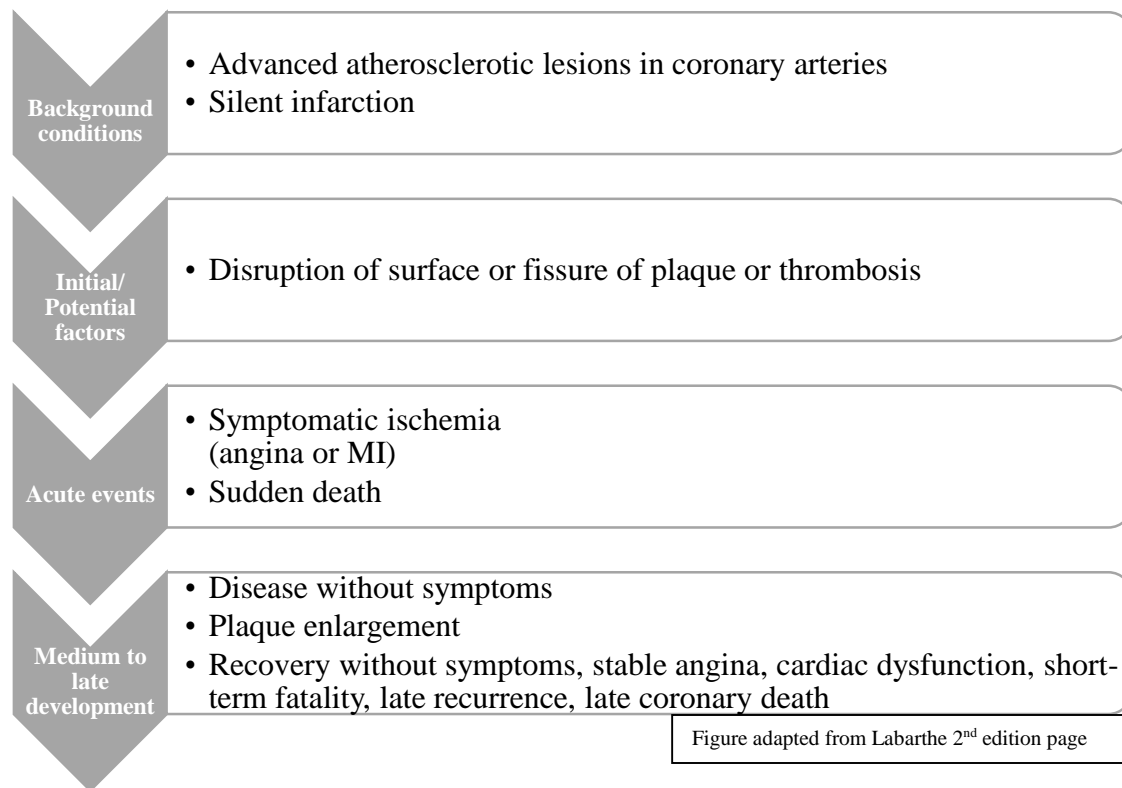 Background
conditions
• Advanced atherosclerotic lesions in coronary arteries
• Silent infarction
Initial/
Potential
factors
• Disruption of surface or fissure of plaque or thrombosis
Acute events
• Symptomatic ischemia
(angina or MI)
• Sudden death
Medium to
late
development
• Disease without symptoms
• Plaque enlargement
• Recovery without symptoms, stable angina, cardiac dysfunction, short-
term fatality, late recurrence, late coronary death
Figure adapted from Labarthe 2nd edition page